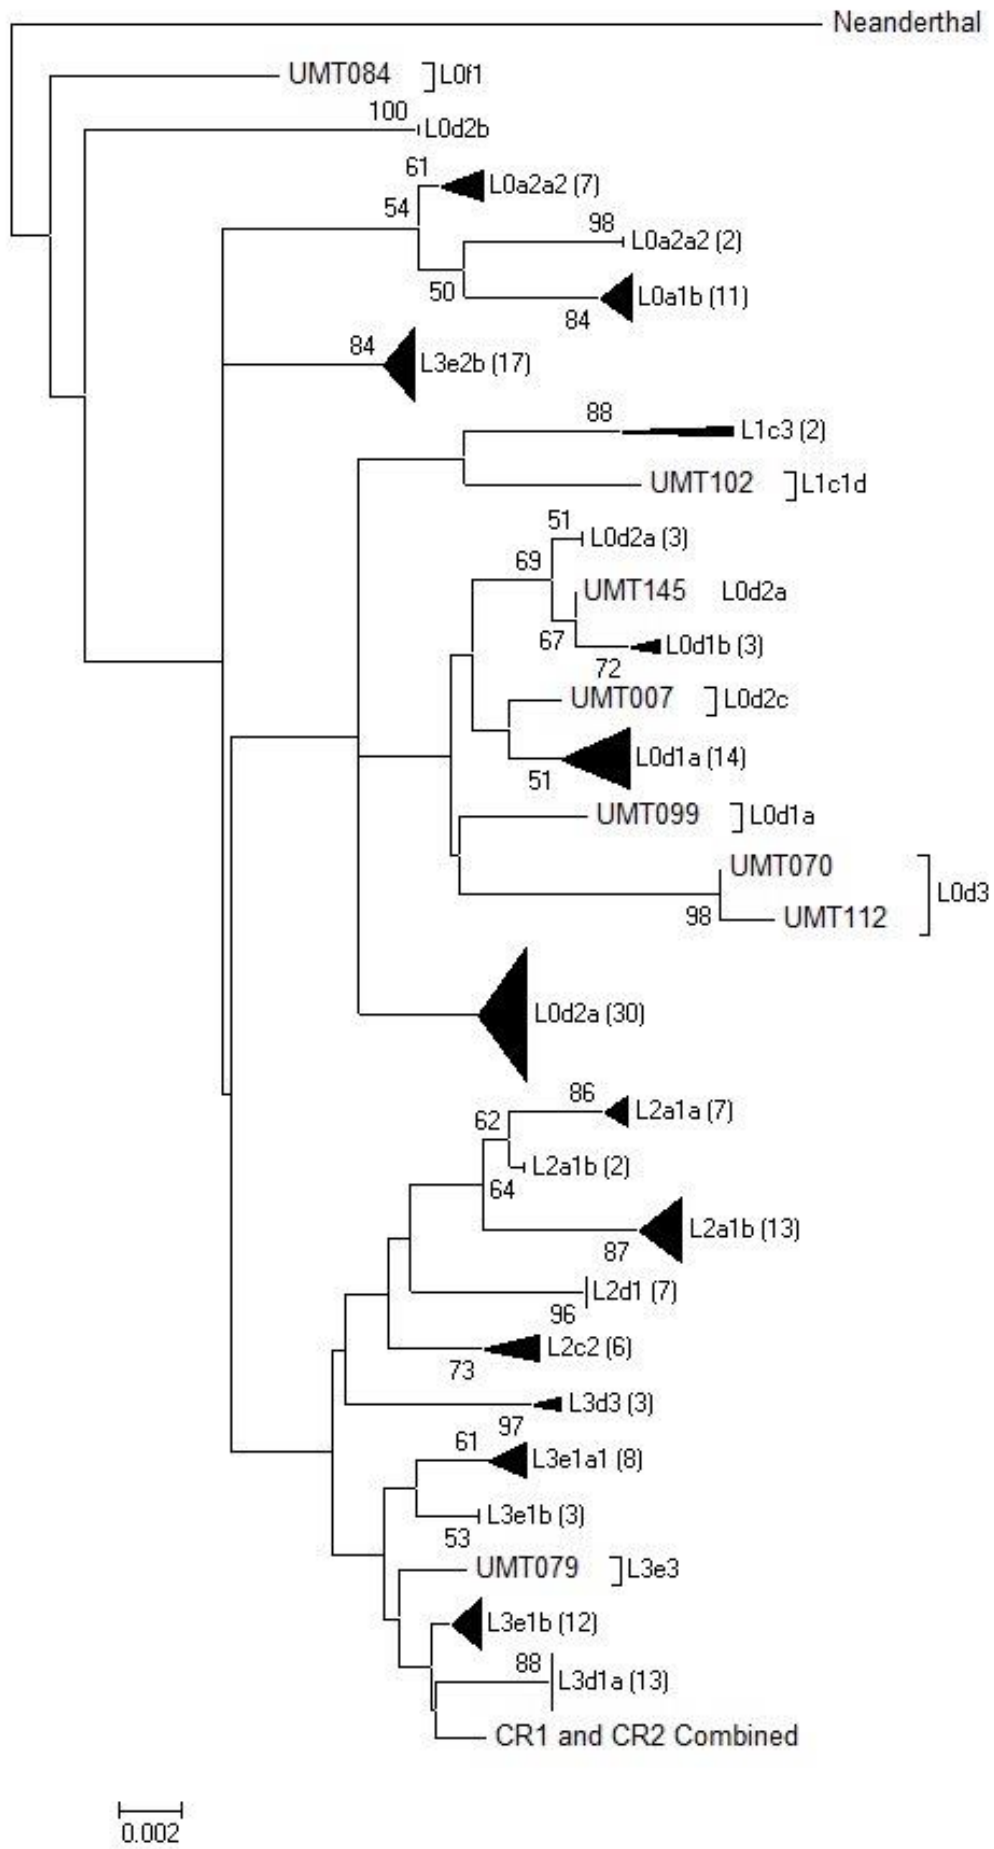 Neanderthal
UMT084 L0f1
100
L0d2b
61
L0a2a2 (7)
54
98
L0a2a2 (2)
50
L0a1b (11)
84
84
L3e2b (17)
88
L1c3 (2)
UMT102 L1c1d
51
L0d2a (3)
69
UMT145 L0d2a
67
L0d1b (3)
72
UMT007 L0d2c
L0d1a (14)
51
UMT099 L0d1a
UMT070
L0d3
98
UMT112
L0d2a (30)
86
L2a1a (7)
62
L2a1b (2)
64
L2a1b (13)
87
L2d1 (7)
96
L2c2 (6)
73
L3d3 (3)
97
61
L3e1a1 (8)
L3e1b (3)
53
UMT079 L3e3
L3e1b (12)
88
L3d1a (13)
CR1 and CR2 Combined
0.002